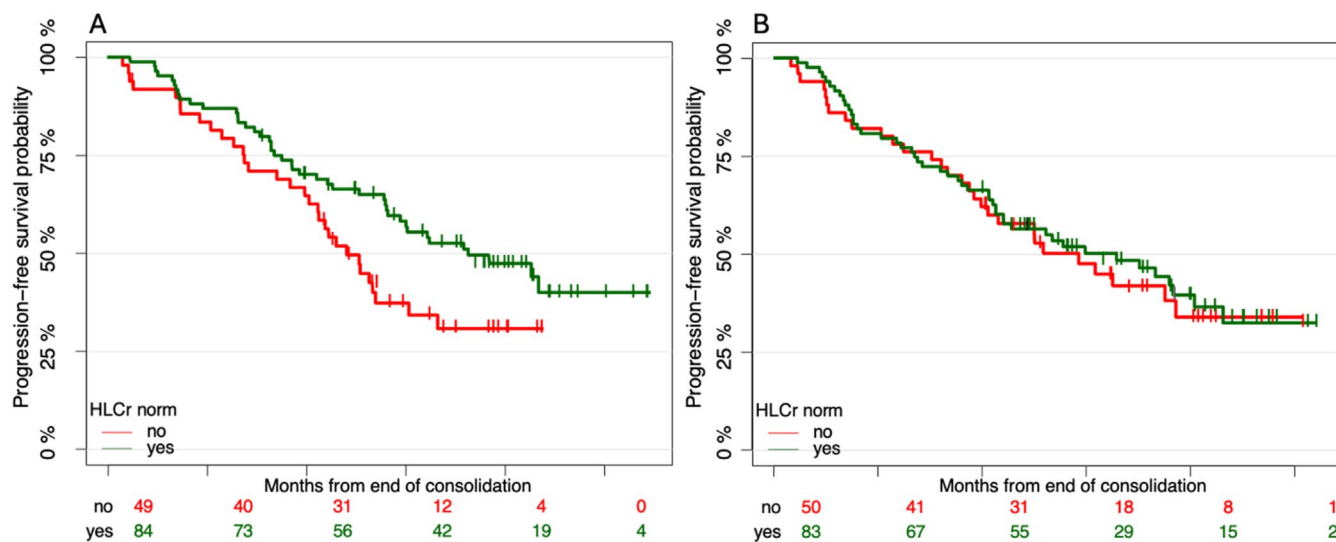 A
Progression-free survival probability
100 %
75 %
50 %
25 %
0 %
HLCr norm
no
yes
Months from end of consolidation
no 49 40 31 12 4 0
yes 84 73 56 42 19 4
B
Progression-free survival probability
100 %
75 %
50 %
25 %
0 %
HLCr norm
no
yes
Months from end of consolidation
no 50 41 31 18 8 1
yes 83 67 55 29 15 2